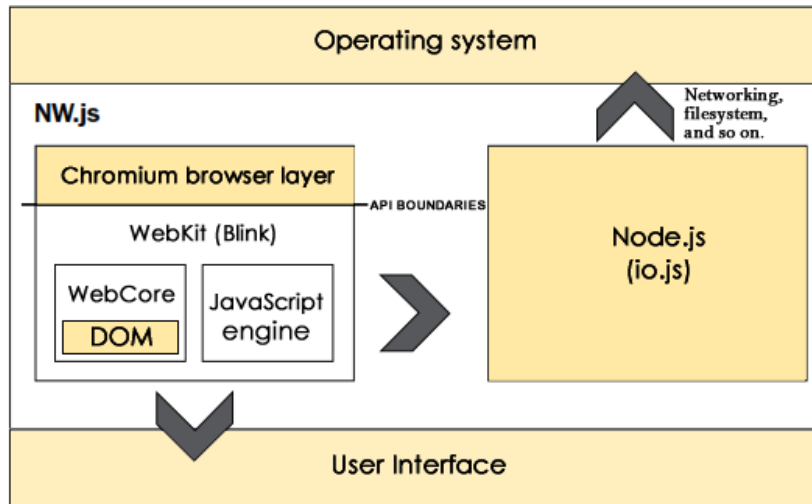 Operating system
NW.js
Networking,
filesystem,
and so on.
Chromium browser layer
API BOUNDARIES
WebKit (Blink)
WebCore
DOM
JavaScript
engine
Node.js
(io.js)
User Interface